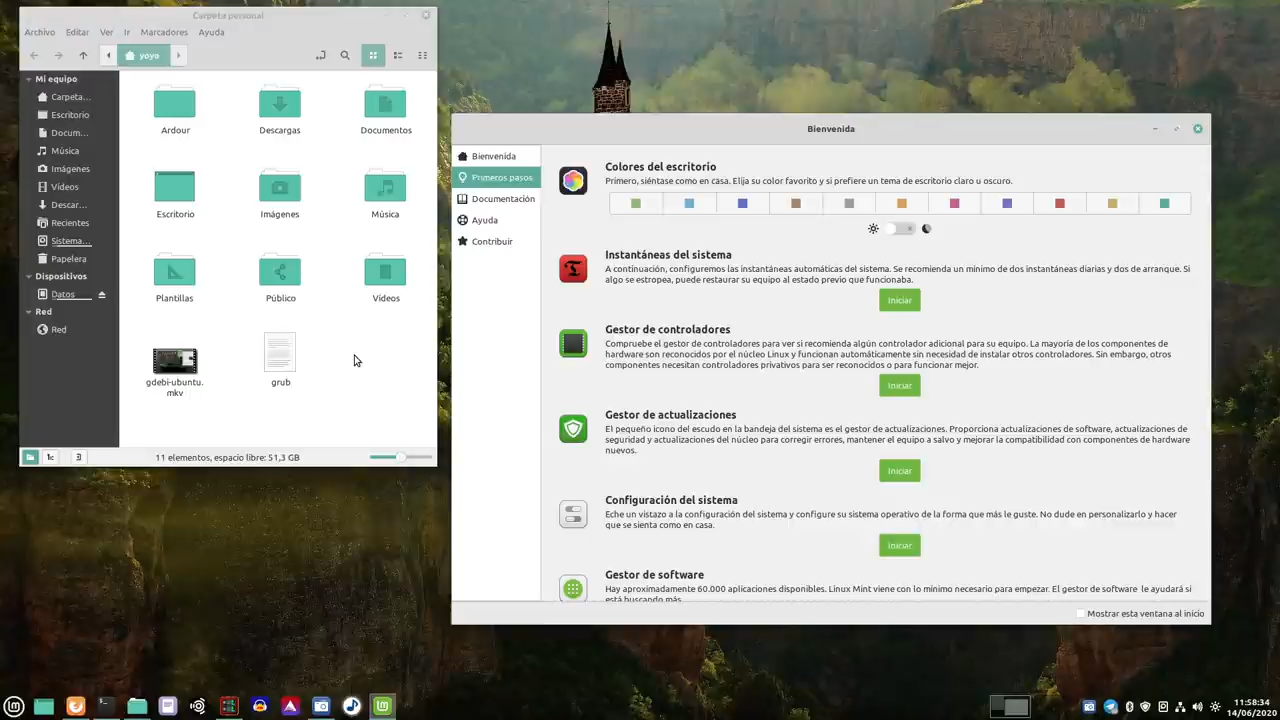 Carpeta personal
Archivo Editar Ver Ir Marcadores Ayuda
yoyo
Mi equipo
Carpeta...
Escritorio
Docum...
Música
Imágenes
Vídeos
Descar...
Recientes
Sistema...
Papelera
Dispositivos
Datos
Red
Red
Ardour
Descargas
Documentos
Escritorio
Imágenes
Música
Plantillas
Público
Vídeos
gdebi-ubuntu.
mkv
grub
11 elementos, espacio libre: 51,3 GB
Bienvenida
Bienvenida
Primeros pasos
Documentación
Ayuda
Contribuir
Colores del escritorio
Primero, siéntase como en casa. Elija su color favorito y si prefiere un tema de escritorio claro u oscuro.
Instantáneas del sistema
A continuación, configuremos las instantáneas automáticas del sistema. Se recomienda un mínimo de dos instantáneas diarias y dos de arranque. Si
algo se estropea, puede restaurar su equipo al estado previo que funcionaba.
Iniciar
Gestor de controladores
Compruebe el gestor de controladores para ver si recomienda algún controlador adicional para su equipo. La mayoría de los componentes de
hardware son reconocidos por el núcleo Linux y funcionan automáticamente sin necesidad de instalar otros controladores. Sin embargo, otros
componentes necesitan controladores privativos para ser reconocidos o para funcionar mejor.
Iniciar
Gestor de actualizaciones
El pequeño icono del escudo en la bandeja del sistema es el gestor de actualizaciones. Proporciona actualizaciones de software, actualizaciones de
seguridad y actualizaciones del núcleo para corregir errores, mantener el equipo a salvo y mejorar la compatibilidad con componentes de hardware
nuevos.
Iniciar
Configuración del sistema
Eche un vistazo a la configuración del sistema y configure su sistema operativo de la forma que más le guste. No dude en personalizarlo y hacer
que se sienta como en casa.
Iniciar
Gestor de software
Hay aproximadamente 60.000 aplicaciones disponibles. Linux Mint viene con lo mínimo necesario para empezar. El gestor de software le ayudará si
está buscando más.
Mostrar esta ventana al inicio
11:58:34
14/06/2020